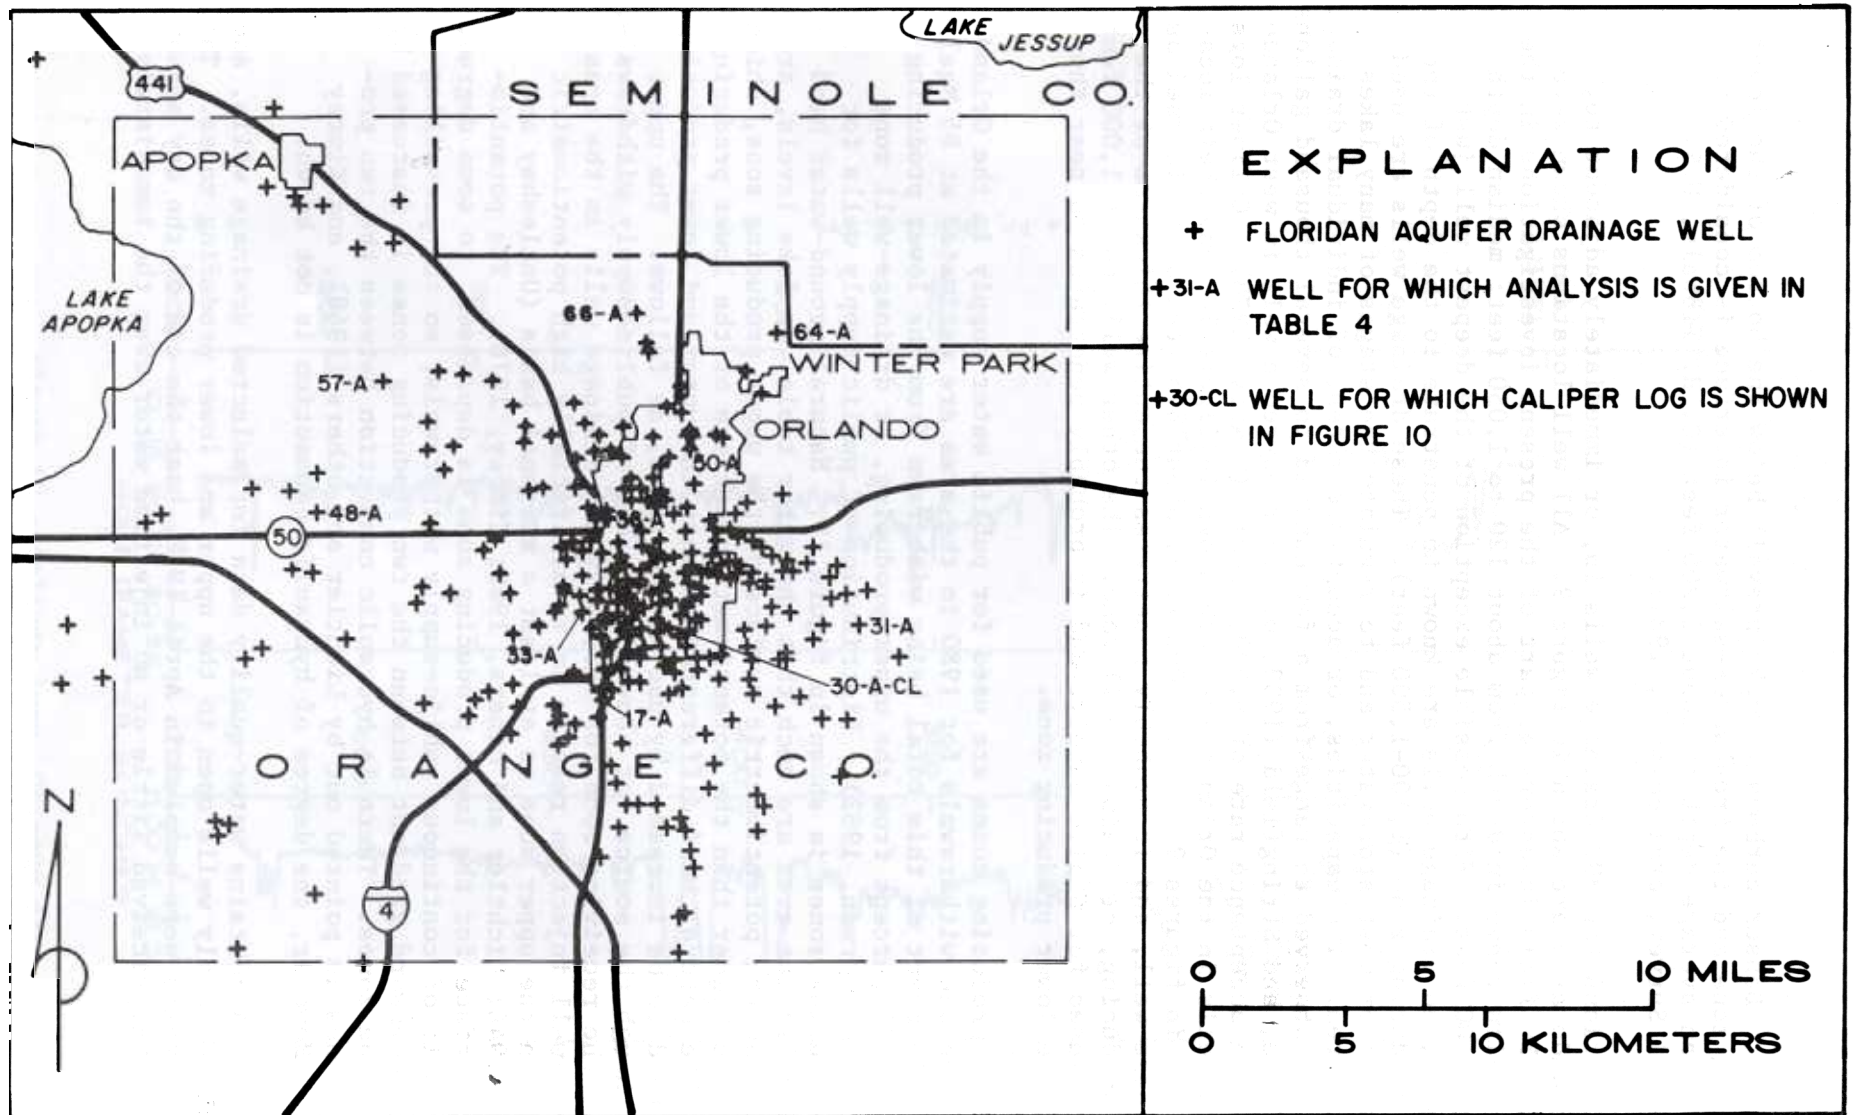 LAKE
JESSUP
441
SEMINOLE CO.
APOPKA
LAKE
APOPKA
66-A
64-A
WINTER PARK
57-A
ORLANDO
50-A
48-A
36-A
50
31-A
33-A
30-A-CL
17-A
ORANGE CO.
N
4
EXPLANATION
+ FLORIDAN AQUIFER DRAINAGE WELL
+31-A WELL FOR WHICH ANALYSIS IS GIVEN IN
TABLE 4
+30-CL WELL FOR WHICH CALIPER LOG IS SHOWN
IN FIGURE 10
0 5 10 MILES
0 5 10 KILOMETERS